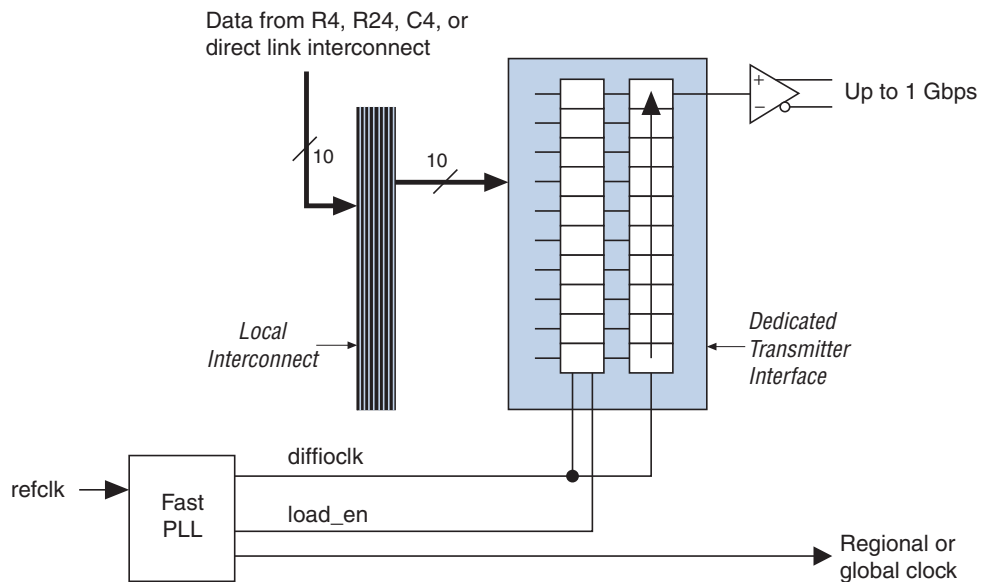 Data from R4, R24, C4, or
direct link interconnect
10
10
+
−
Up to 1 Gbps
Local
Interconnect
Dedicated
Transmitter
Interface
diffioclk
refclk
Fast
PLL
load_en
Regional or
global clock